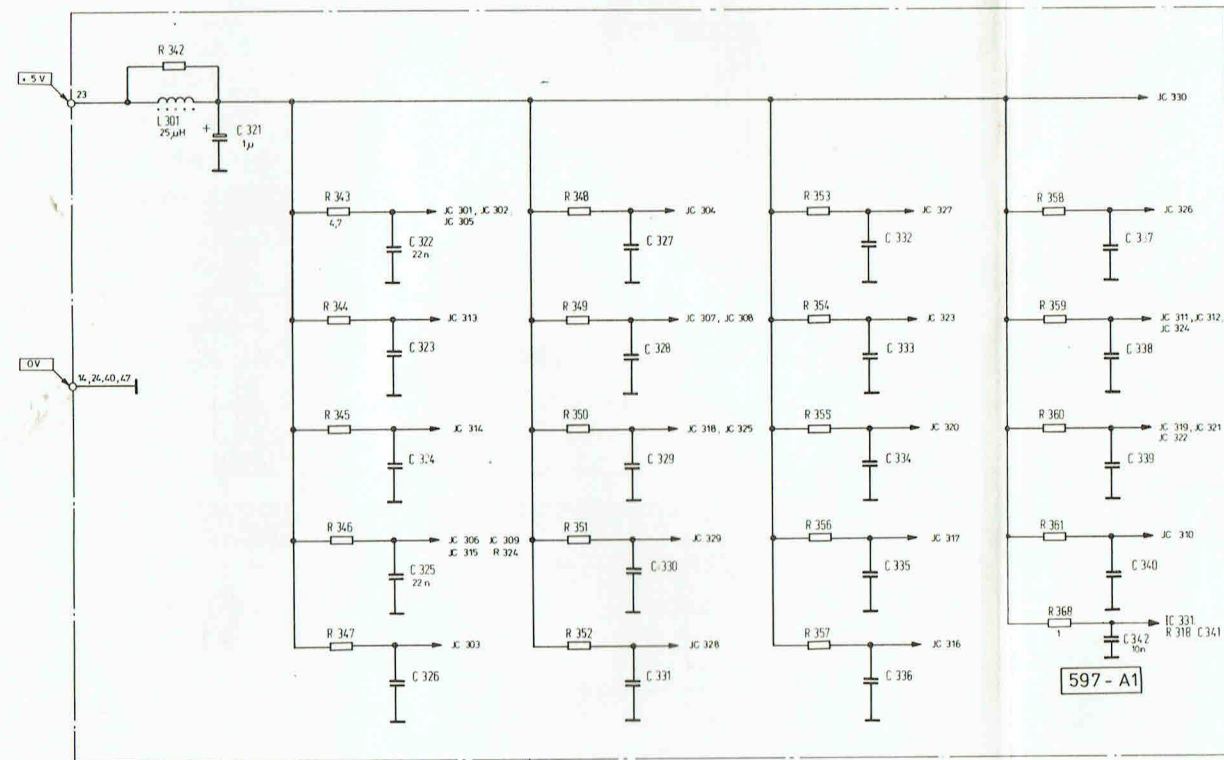 R 342
+ 5 V
23
JC 330
L 301
25µH
+
C 321
1µ
R 343
4,7
JC 301, JC 302,
JC 305
C 322
22n
R 348
JC 304
C 327
R 353
JC 327
C 332
R 358
JC 326
C 337
R 344
JC 313
C 323
R 349
JC 307, JC 308
C 328
R 354
JC 323
C 333
R 359
JC 311, JC 312,
JC 324
C 338
0V
14,24,40,47
R 345
JC 314
C 324
R 350
JC 318, JC 325
C 329
R 355
JC 320
C 334
R 360
JC 319, JC 321
JC 322
C 339
R 346
JC 306 JC 309
JC 315 R 324
C 325
22n
R 351
JC 329
C 330
R 356
JC 317
C 335
R 361
JC 310
C 340
R 368
1
IC 331
R 318 C 341
C 342
10n
R 347
JC 303
C 326
R 352
JC 328
C 331
R 357
JC 316
C 336
597 - A1